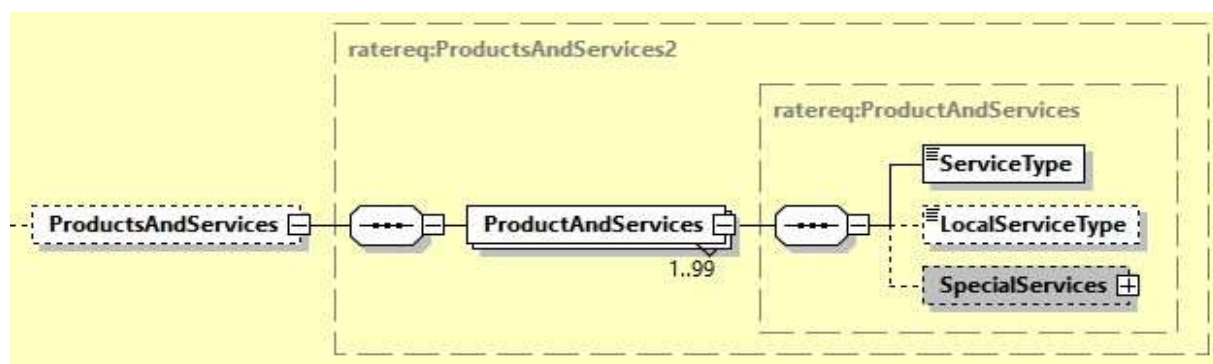 ratereq:ProductsAndServices2
ratereq:ProductAndServices
ServiceType
ProductsAndServices
ProductAndServices
LocalServiceType
1..99
SpecialServices